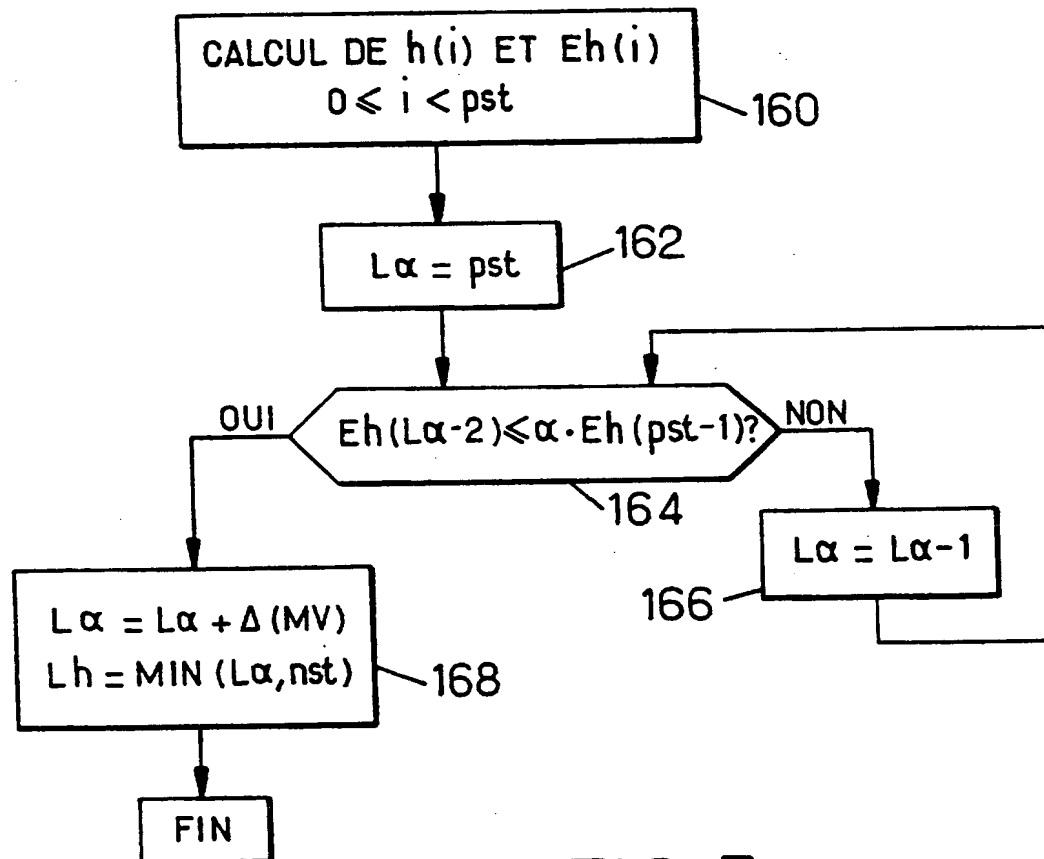 CALCUL DE h(i) ET Eh(i)
0 ⩽ i < pst
160
Lα = pst
162
OUI
Eh(Lα-2)⩽α·Eh(pst-1)?
NON
164
Lα = Lα-1
166
Lα = Lα + Δ(MV)
Lh = MIN (Lα,nst)
168
FIN